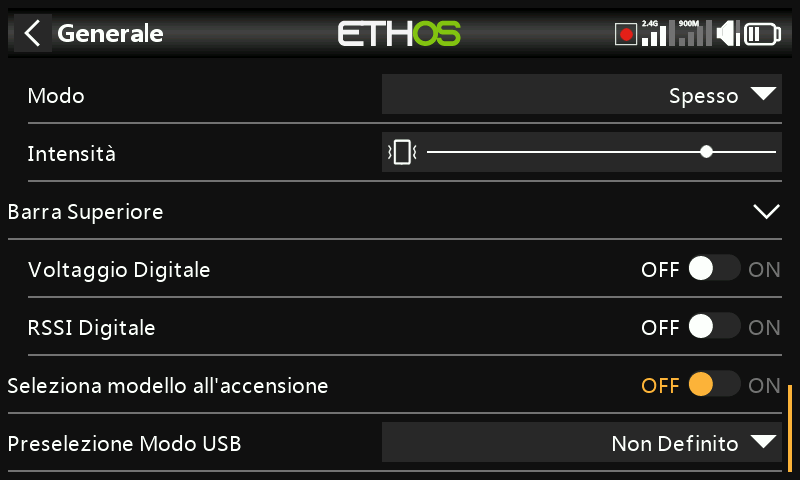 Generale
ETHOS
2.4G
900M
Modo
Spesso
Intensità
Barra Superiore
Voltaggio Digitale
OFF ON
RSSI Digitale
OFF ON
Seleziona modello all'accensione
OFF ON
Preselezione Modo USB
Non Definito